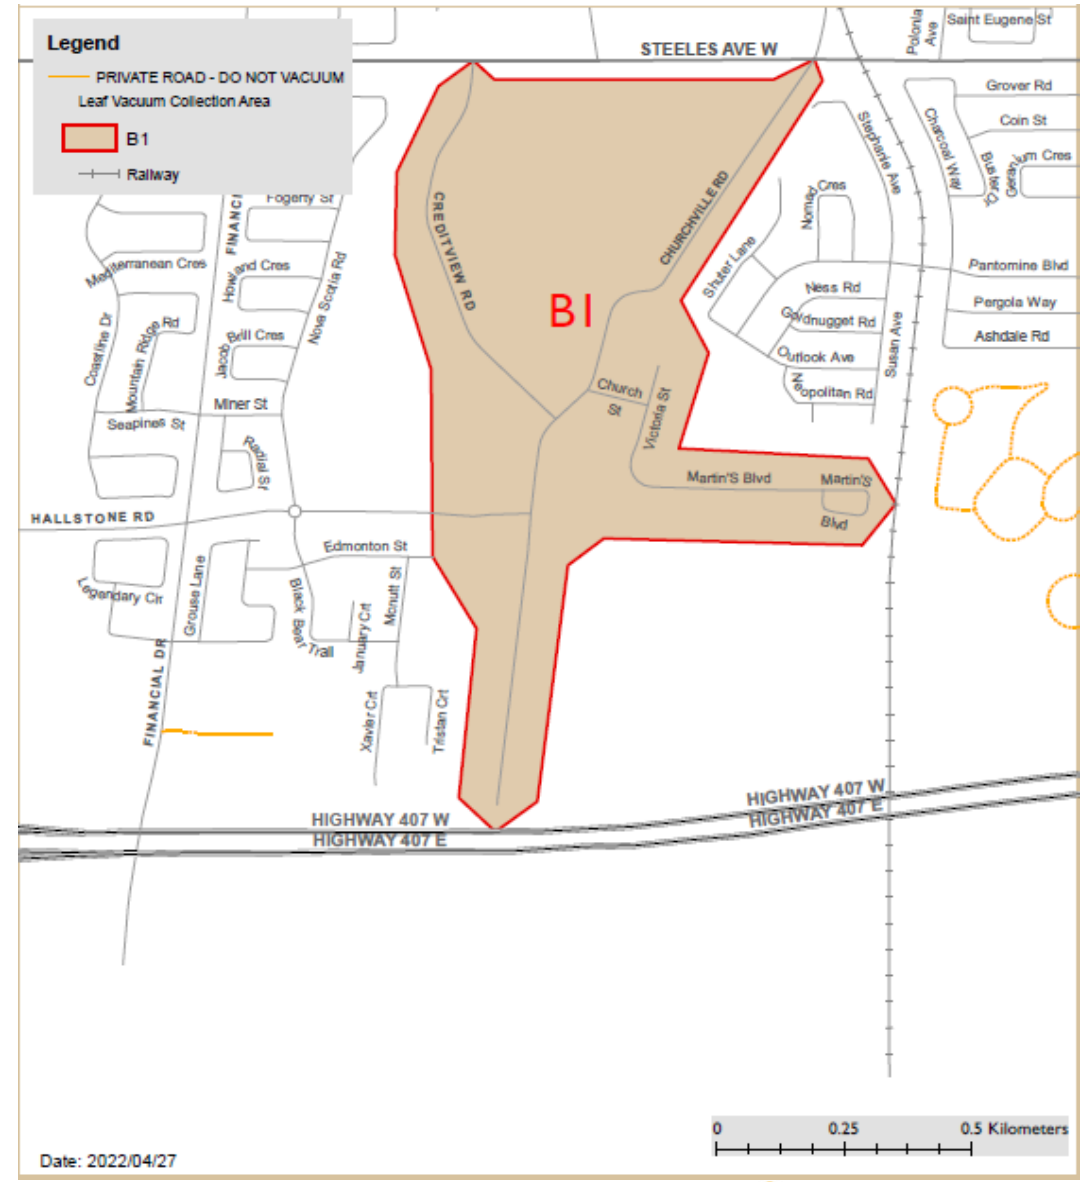 Legend
PRIVATE ROAD - DO NOT VACUUM
Leaf Vacuum Collection Area
B1
Railway
STEELES AVE W
Polonia
Ave
Saint Eugene St
Grover Rd
Coin St
Charcoal Way
Buster Dr
Stephanie Ave
CREDITVIEW RD
CHURCHVILLE RD
Nomad Cres
Shuter Lane
Fogerty St
Mediterranean Cres
Howland Cres
Nova Scotia Rd
Pantomine Blvd
Pergola Way
Ashdale Rd
Ness Rd
Goldnugget Rd
Outlook Ave
Susan Ave
B1
Coastline Dr
Mountain Ridge Rd
Jacob Brill Cres
Church
St
Victoria St
Miner St
Seapines St
Radial St
Martin'S Blvd
Martin'S
Blvd
HALLSTONE RD
Edmonton St
Legendary Cir
Grouse Lane
Black Bear Trail
January Crt
FINANCIAL DR
Xavier Crt
Tristan Crt
HIGHWAY 407 W
HIGHWAY 407 E
HIGHWAY 407 W
HIGHWAY 407 E
0 0.25 0.5 Kilometers
Date: 2022/04/27